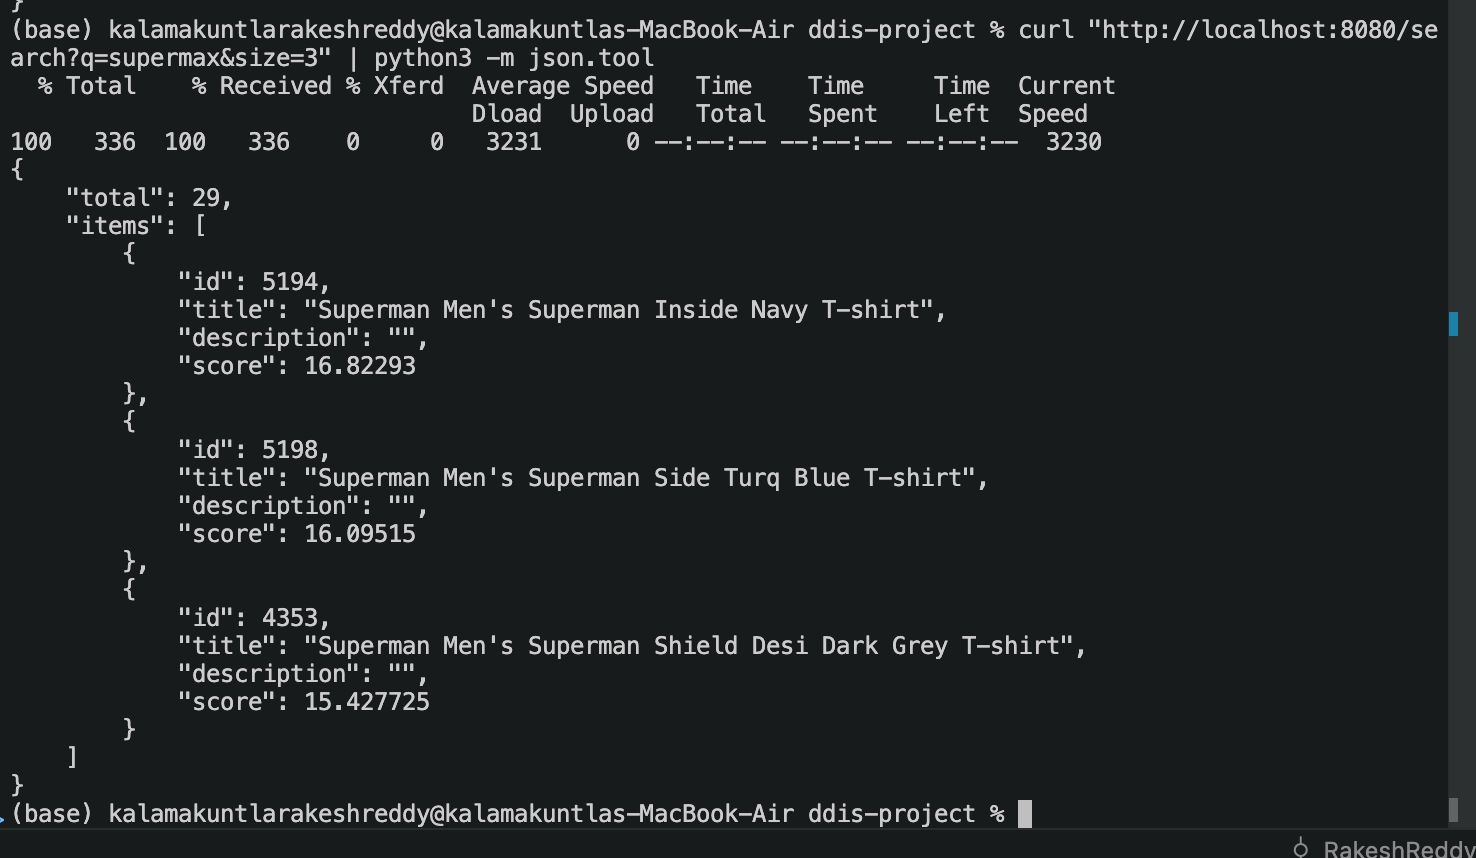 }
(base) kalamakuntlarakeshreddy@kalamakuntlas-MacBook-Air ddis-project % curl "http://localhost:8080/se
arch?q=supermax&size=3" | python3 -m json.tool
  % Total    % Received % Xferd  Average Speed   Time    Time     Time  Current
                                 Dload  Upload   Total   Spent    Left  Speed
100   336  100   336    0     0   3231      0 --:--:-- --:--:-- --:--:--  3230
{
    "total": 29,
    "items": [
        {
            "id": 5194,
            "title": "Superman Men's Superman Inside Navy T-shirt",
            "description": "",
            "score": 16.82293
        },
        {
            "id": 5198,
            "title": "Superman Men's Superman Side Turq Blue T-shirt",
            "description": "",
            "score": 16.09515
        },
        {
            "id": 4353,
            "title": "Superman Men's Superman Shield Desi Dark Grey T-shirt",
            "description": "",
            "score": 15.427725
        }
    ]
}
(base) kalamakuntlarakeshreddy@kalamakuntlas-MacBook-Air ddis-project %
RakeshReddy